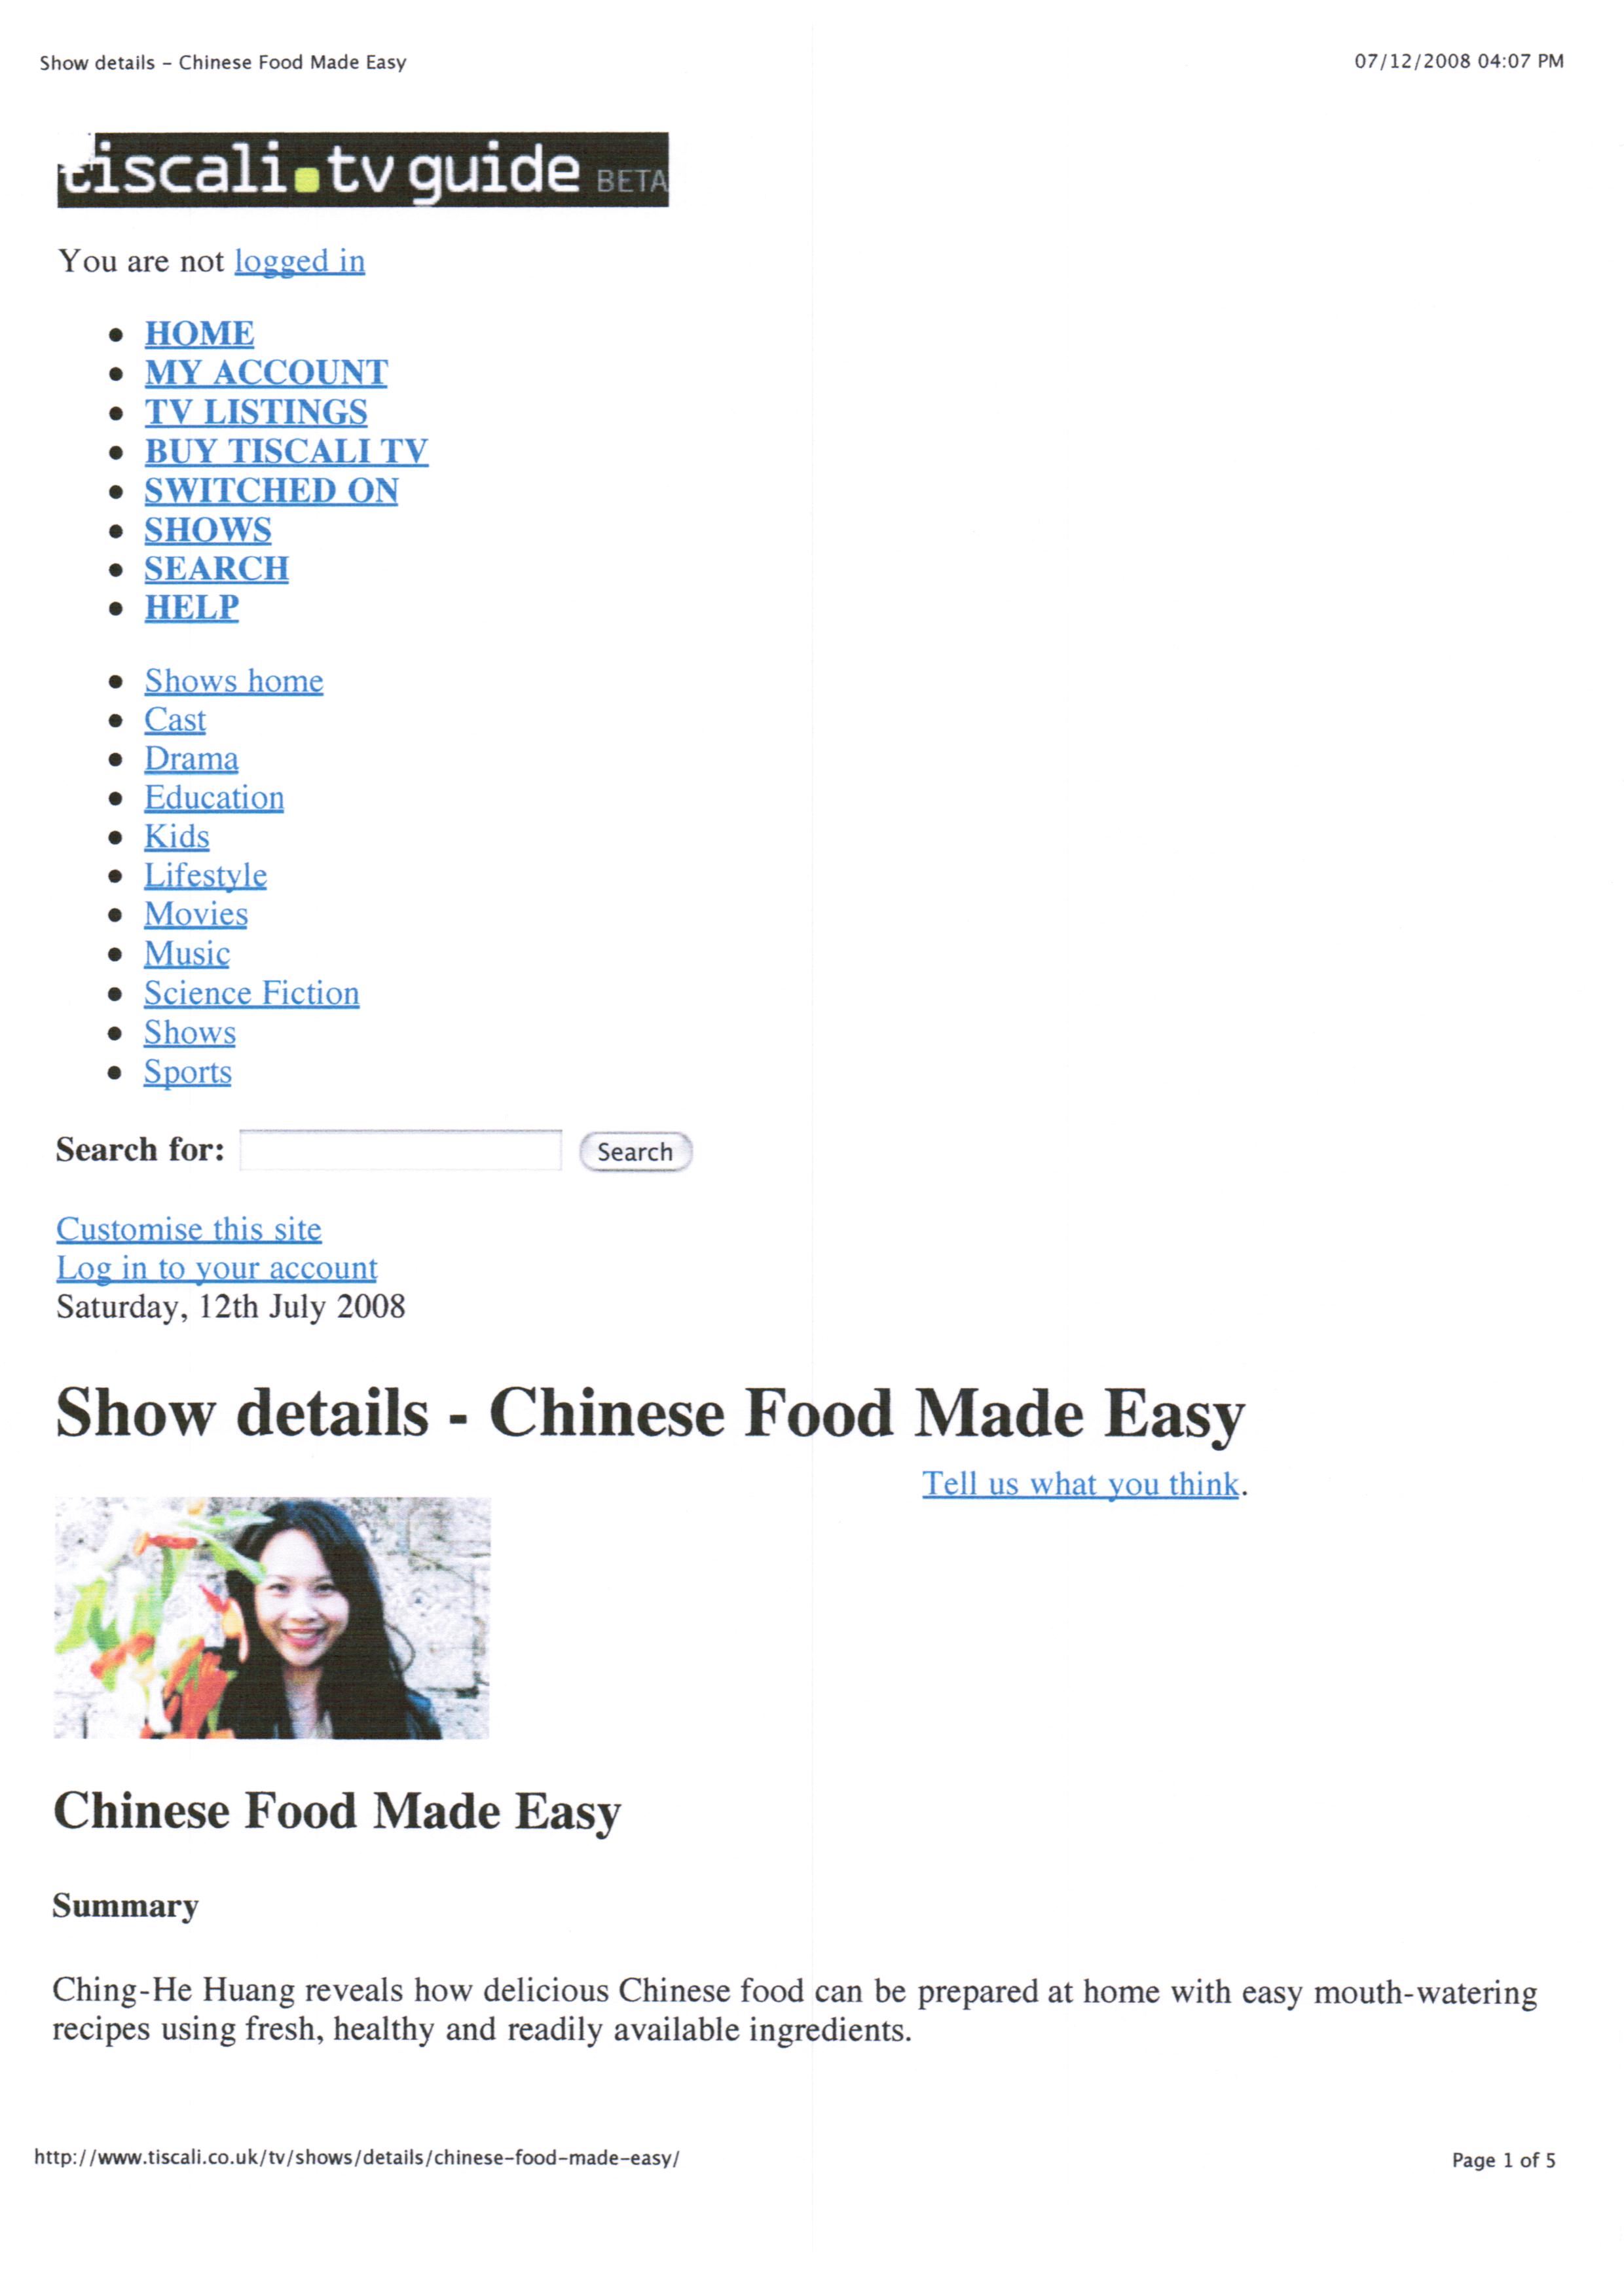 Show details – Chinese Food Made Easy
07/12/2008 04:07 PM
tiscali.tv guide BETA
You are not logged in
• HOME
• MY ACCOUNT
• TV LISTINGS
• BUY TISCALI TV
• SWITCHED ON
• SHOWS
• SEARCH
• HELP
• Shows home
• Cast
• Drama
• Education
• Kids
• Lifestyle
• Movies
• Music
• Science Fiction
• Shows
• Sports
Search for: Search
Customise this site
Log in to your account
Saturday, 12th July 2008
Show details - Chinese Food Made Easy
Tell us what you think.
Chinese Food Made Easy
Summary
Ching-He Huang reveals how delicious Chinese food can be prepared at home with easy mouth-watering
recipes using fresh, healthy and readily available ingredients.
http://www.tiscali.co.uk/tv/shows/details/chinese-food-made-easy/
Page 1 of 5